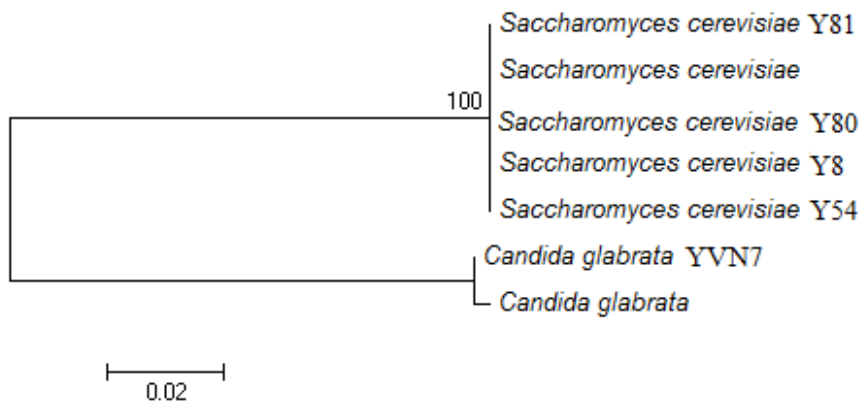 Saccharomyces cerevisiae Y81
Saccharomyces cerevisiae
100
Saccharomyces cerevisiae Y80
Saccharomyces cerevisiae Y8
Saccharomyces cerevisiae Y54
Candida glabrata YVN7
Candida glabrata
0.02